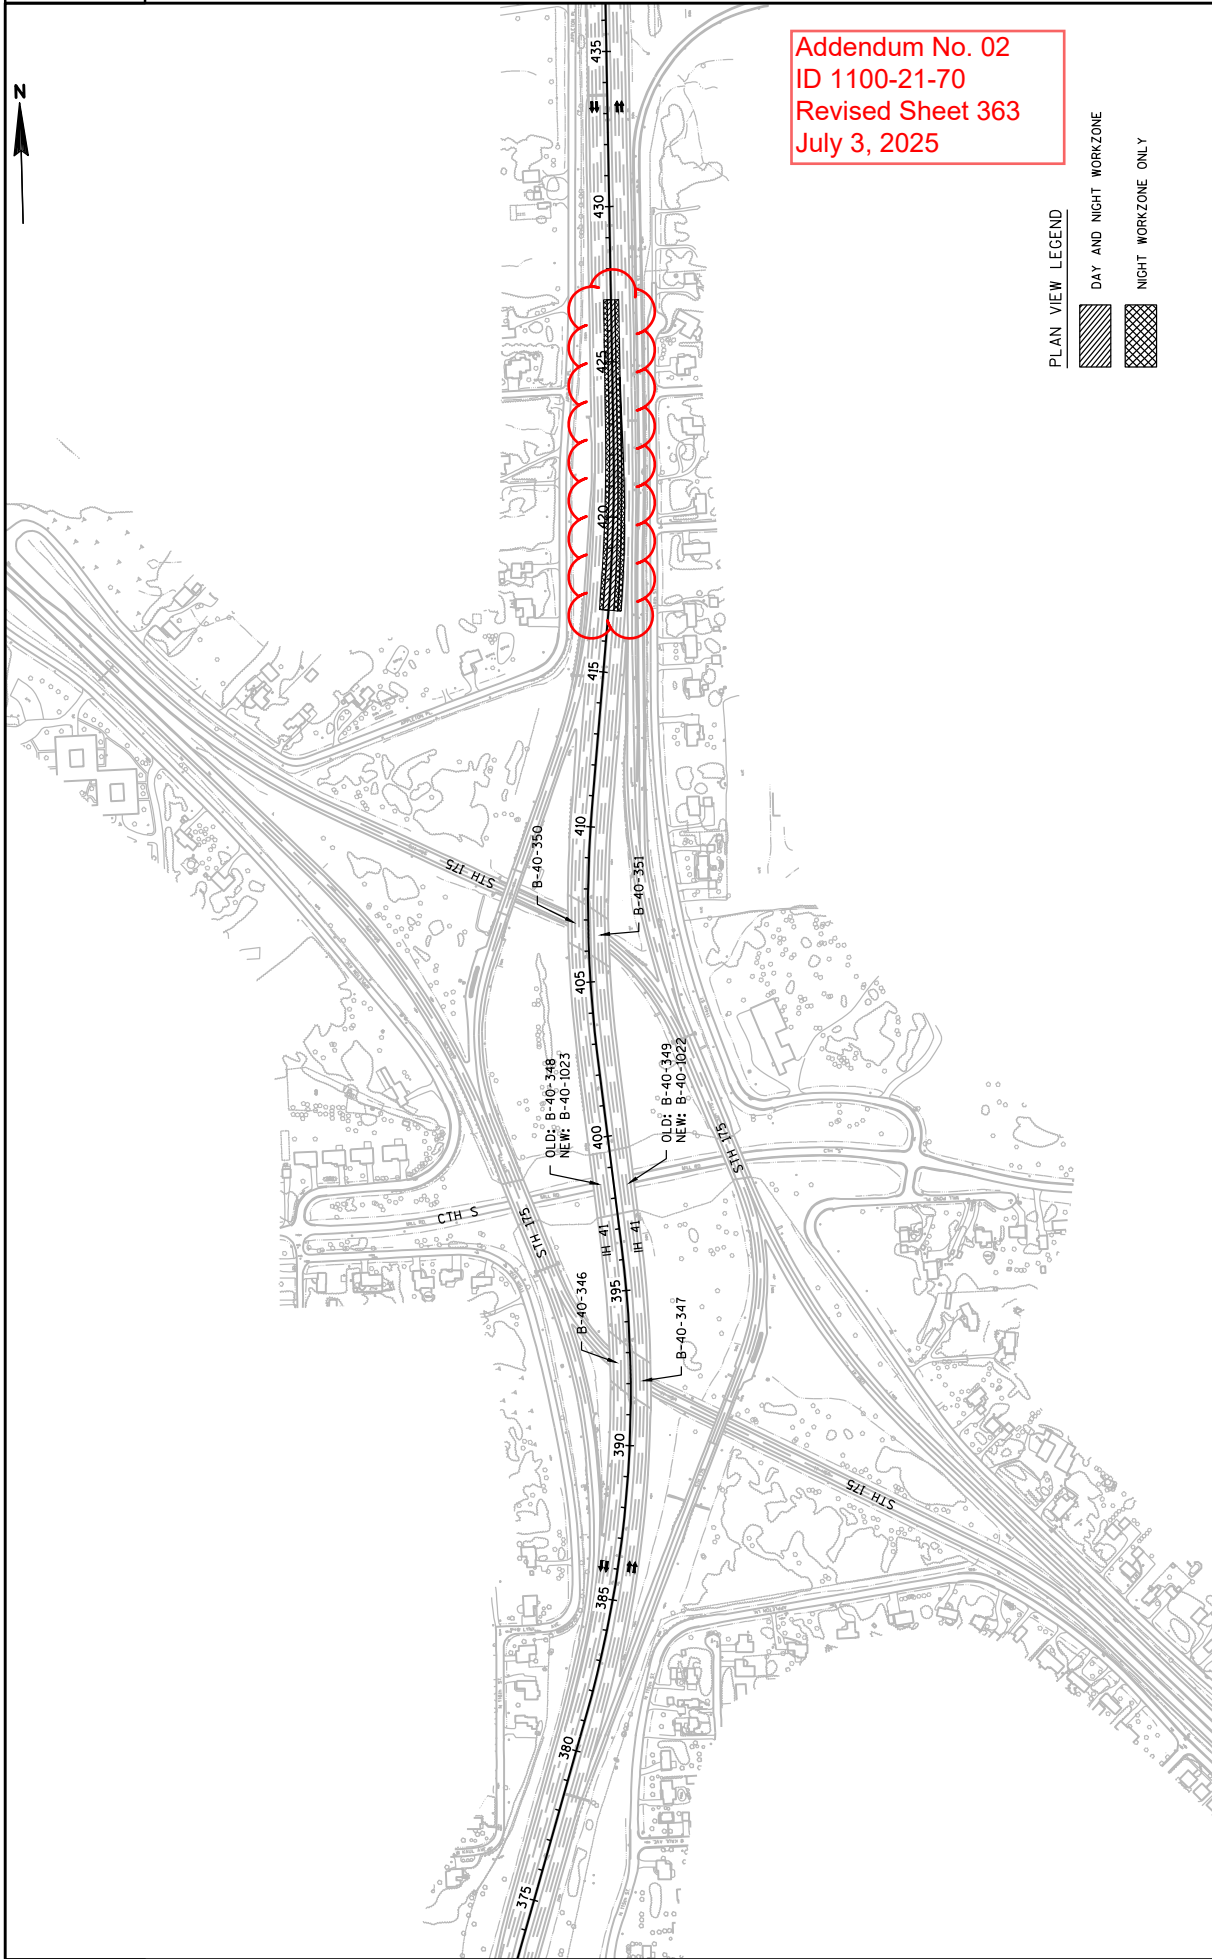 Addendum No. 02
ID 1100-21-70
Revised Sheet 363
July 3, 2025
N
PLAN VIEW LEGEND
DAY AND NIGHT WORKZONE
NIGHT WORKZONE ONLY
435
430
425
420
415
410
B-40-350
STH 175
B-40-351
405
OLD: B-40-348
NEW: B-40-1023
OLD: B-40-349
NEW: B-40-1022
400
STH 175
CTH S
STH 175
IH 41
IH 41
395
B-40-346
B-40-347
390
STH 175
385
380
375